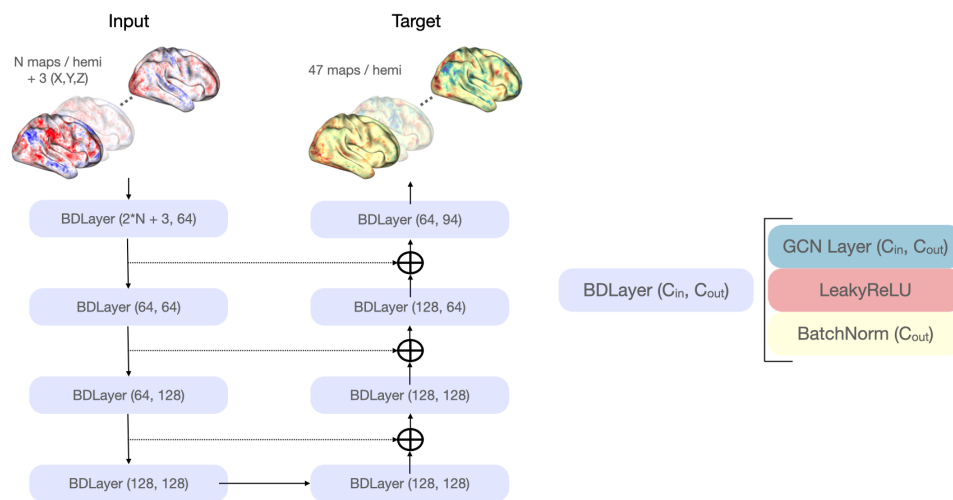 Input
N maps / hemi
+ 3 (X,Y,Z)
BDLayer (2*N + 3, 64)
BDLayer (64, 64)
BDLayer (64, 128)
BDLayer (128, 128)
Target
47 maps / hemi
BDLayer (64, 94)
BDLayer (128, 64)
BDLayer (128, 128)
BDLayer (128, 128)
BDLayer (Cin, Cout)
GCN Layer (Cin, Cout)
LeakyReLU
BatchNorm (Cout)